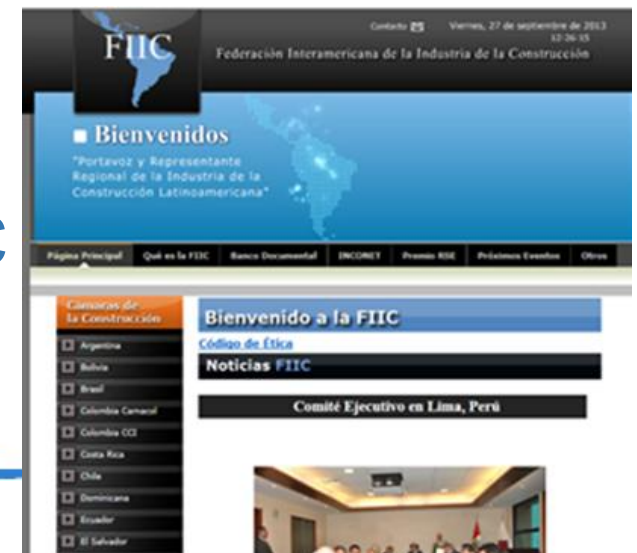 Contacto Viernes, 27 de septiembre de 2013
12:26:15
FIIC
Federación Interamericana de la Industria de la Construcción
Bienvenidos
"Portavoz y Representante
Regional de la Industria de la
Construcción Latinoamericana"
C
Página Principal Qué es la FIIC Banco Documental INCONET Premio RSE Próximos Eventos Otros
Cámaras de
la Construcción
Argentina
Bolivia
Brasil
Colombia Camacol
Colombia CCI
Costa Rica
Chile
Dominicana
Ecuador
El Salvador
Bienvenido a la FIIC
Código de Ética
Noticias FIIC
Comité Ejecutivo en Lima, Perú